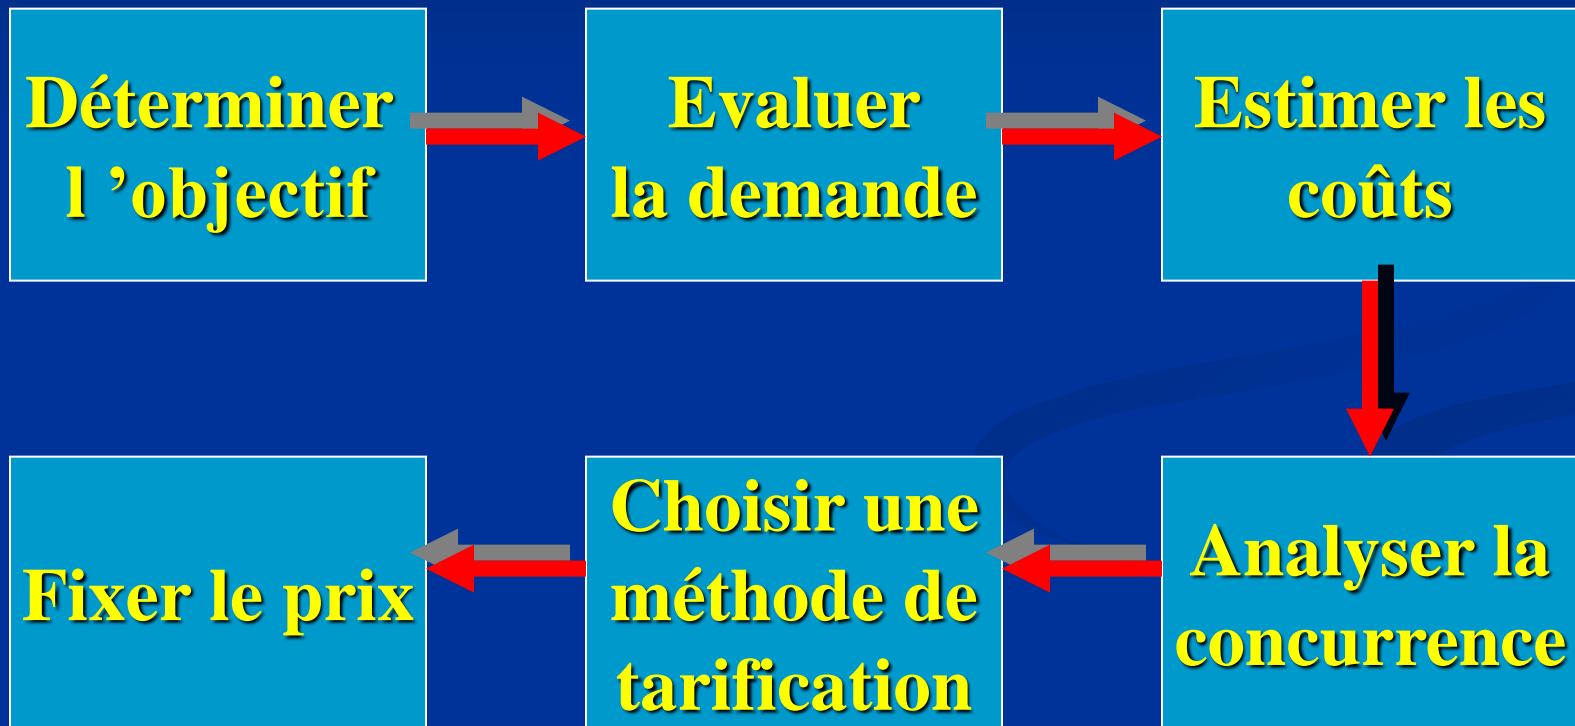 Déterminer
l ’objectif
Evaluer
la demande
Estimer les
coûts
Analyser la
concurrence
Choisir une
méthode de
tarification
Fixer le prix